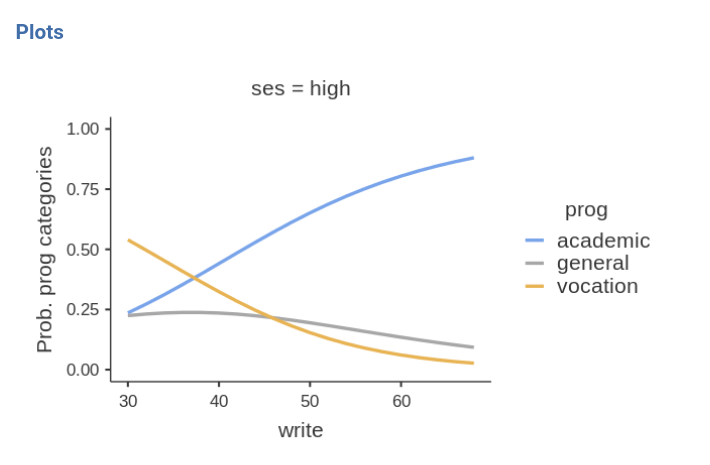 Plots
ses = high
Prob. prog categories
1.00
0.75
0.50
0.25
0.00
30 40 50 60
write
prog
academic
general
vocation